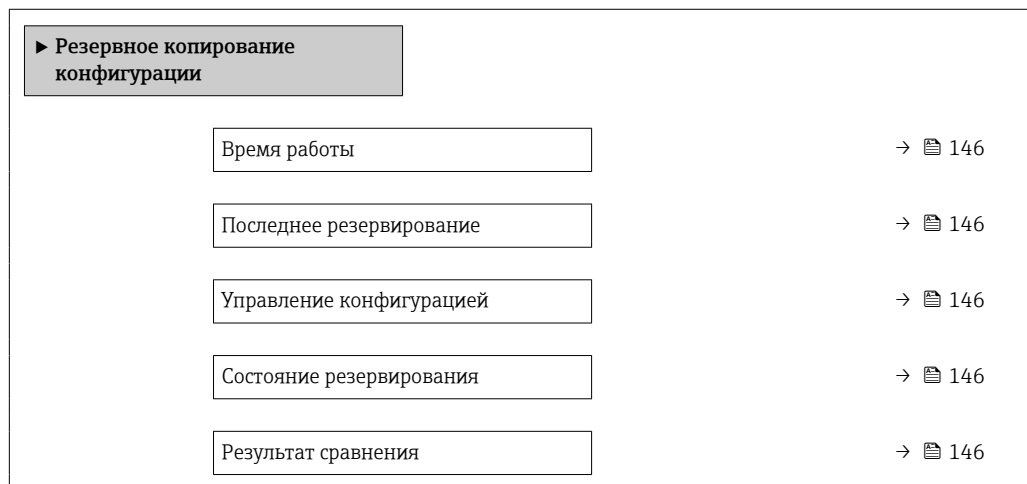 ► Резервное копирование
конфигурации
Время работы → 146
Последнее резервирование → 146
Управление конфигурацией → 146
Состояние резервирования → 146
Результат сравнения → 146